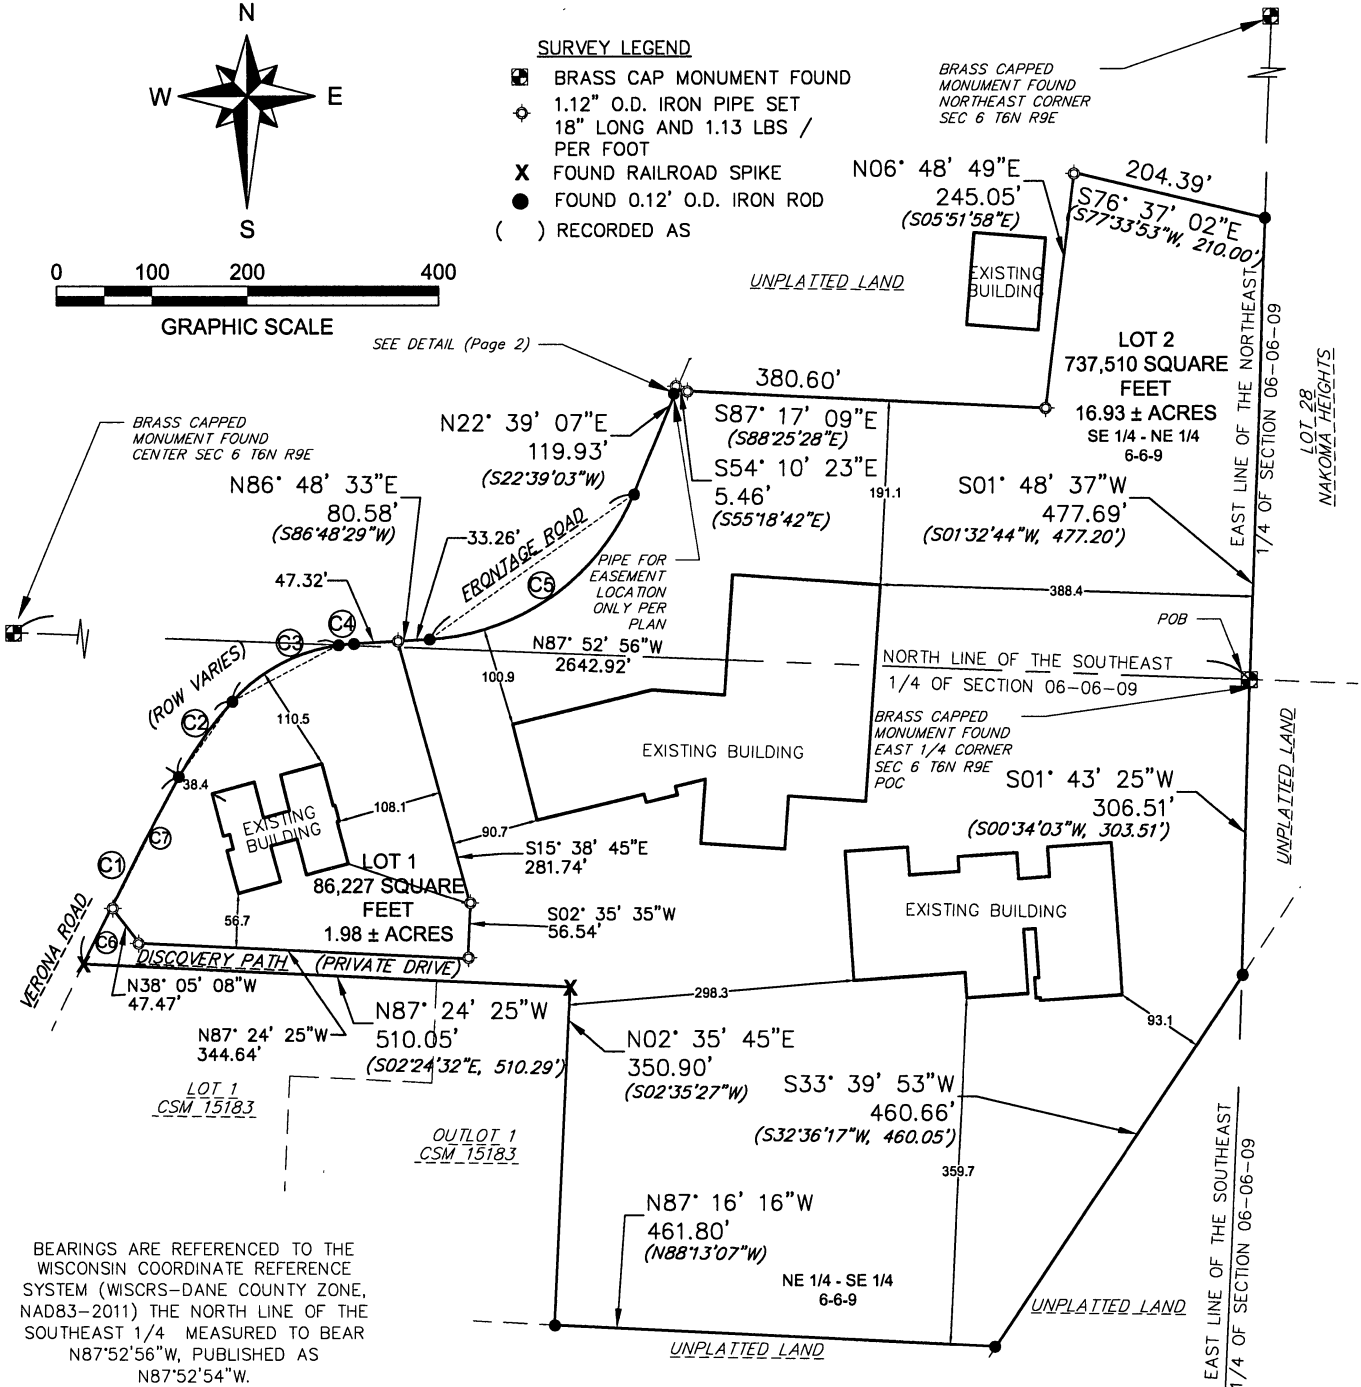 N
W
E
S
0 100 200 400
GRAPHIC SCALE
SURVEY LEGEND
BRASS CAP MONUMENT FOUND
1.12" O.D. IRON PIPE SET
18" LONG AND 1.13 LBS /
PER FOOT
X FOUND RAILROAD SPIKE
FOUND 0.12' O.D. IRON ROD
( ) RECORDED AS
BRASS CAPPED
MONUMENT FOUND
NORTHEAST CORNER
SEC 6 T6N R9E
N06° 48' 49"E
245.05'
(S05°51'58"E)
204.39'
S76° 37' 02"E
(S77°33'53"W, 210.00')
EXISTING
BUILDING
UNPLATTED LAND
LOT 2
737,510 SQUARE
FEET
16.93 ± ACRES
SE 1/4 - NE 1/4
6-6-9
EAST LINE OF THE NORTHEAST
1/4 OF SECTION 06-06-09
LOT 28
NAKOMA HEIGHTS
SEE DETAIL (Page 2)
380.60'
S87° 17' 09"E
(S88°25'28"E)
N22° 39' 07"E
119.93'
(S22°39'03"W)
S54° 10' 23"E
5.46'
(S55°18'42"E)
191.1
S01° 48' 37"W
477.69'
(S01°32'44"W, 477.20')
BRASS CAPPED
MONUMENT FOUND
CENTER SEC 6 T6N R9E
N86° 48' 33"E
80.58'
(S86°48'29"W)
33.26'
47.32'
FRONTAGE ROAD
C5
C4
C3
PIPE FOR
EASEMENT
LOCATION
ONLY PER
PLAN
388.4
POB
N87° 52' 56"W
2642.92'
NORTH LINE OF THE SOUTHEAST
1/4 OF SECTION 06-06-09
(ROW VARIES)
C2
110.5
100.9
BRASS CAPPED
MONUMENT FOUND
EAST 1/4 CORNER
SEC 6 T6N R9E
POC
EXISTING BUILDING
UNPLATTED LAND
S01° 43' 25"W
306.51'
(S00°34'03"W, 303.51')
38.4
108.1
EXISTING
BUILDING
C7
90.7
C1
LOT 1
86,227 SQUARE
FEET
1.98 ± ACRES
S15° 38' 45"E
281.74'
EXISTING BUILDING
S02° 35' 35"W
56.54'
56.7
C6
VERONA ROAD
DISCOVERY PATH (PRIVATE DRIVE)
N38° 05' 08"W
47.47'
298.3
93.1
N87° 24' 25"W
344.64'
N87° 24' 25"W
510.05'
(S02°24'32"E, 510.29')
N02° 35' 45"E
350.90'
(S02°35'27"W)
S33° 39' 53"W
460.66'
(S32°36'17"W, 460.05')
LOT 1
CSM 15183
OUTLOT 1
CSM 15183
359.7
N87° 16' 16"W
461.80'
(N88°13'07"W)
NE 1/4 - SE 1/4
6-6-9
UNPLATTED LAND
UNPLATTED LAND
EAST LINE OF THE SOUTHEAST
1/4 OF SECTION 06-06-09
BEARINGS ARE REFERENCED TO THE
WISCONSIN COORDINATE REFERENCE
SYSTEM (WISCRS-DANE COUNTY ZONE,
NAD83-2011) THE NORTH LINE OF THE
SOUTHEAST 1/4 MEASURED TO BEAR
N87°52'56"W, PUBLISHED AS
N87°52'54"W.